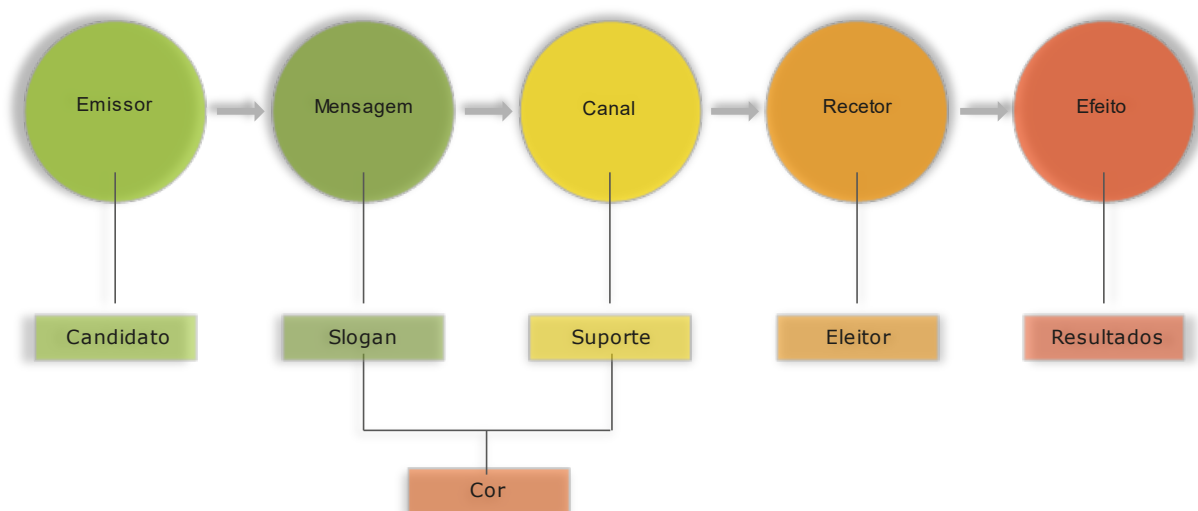 Emissor
Mensagem
Canal
Recetor
Efeito
Candidato
Slogan
Suporte
Eleitor
Resultados
Cor